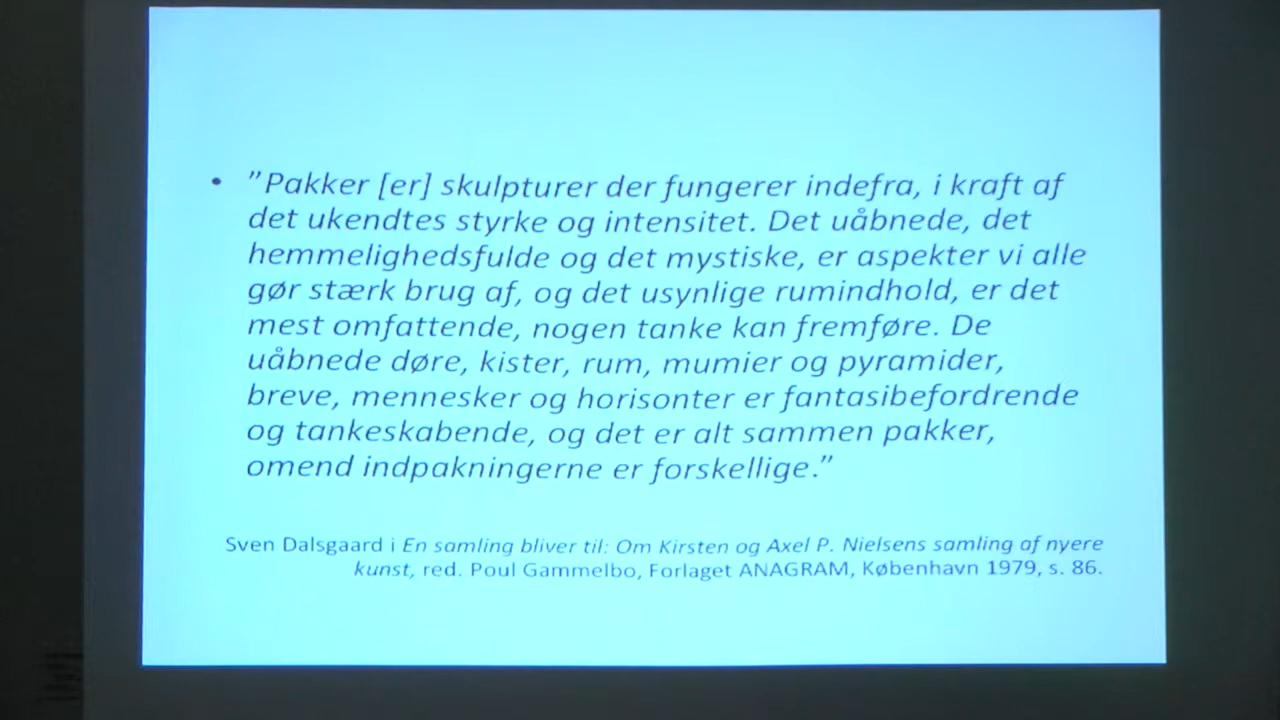 • ”Pakker [er] skulpturer der fungerer indefra, i kraft af
det ukendtes styrke og intensitet. Det uåbnede, det
hemmelighedsfulde og det mystiske, er aspekter vi alle
gør stærk brug af, og det usynlige rumindhold, er det
mest omfattende, nogen tanke kan fremføre. De
uåbnede døre, kister, rum, mumier og pyramider,
breve, mennesker og horisonter er fantasibefordrende
og tankeskabende, og det er alt sammen pakker,
omend indpakningerne er forskellige.”
Sven Dalsgaard i En samling bliver til: Om Kirsten og Axel P. Nielsens samling af nyere
kunst, red. Poul Gammelbo, Forlaget ANAGRAM, København 1979, s. 86.